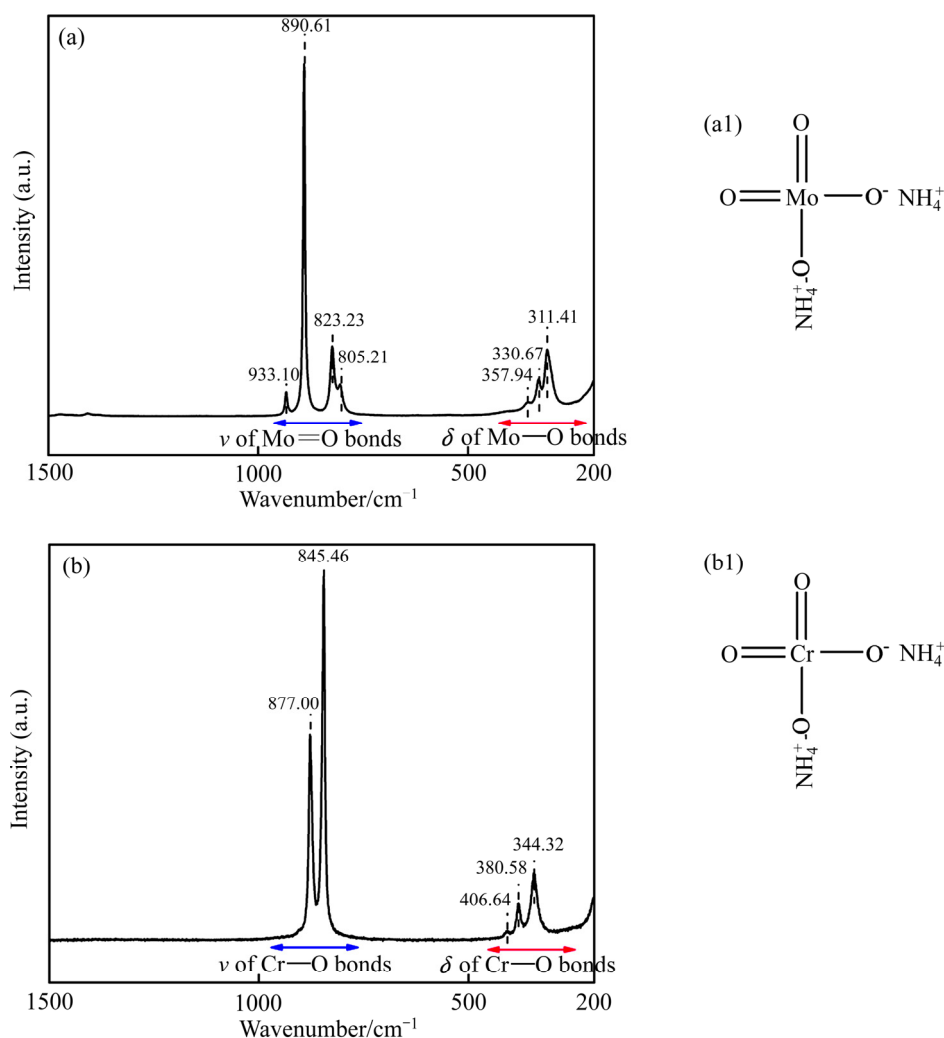 (a)
890.61
933.10
823.23
805.21
357.94
330.67
311.41
ν of Mo═O bonds
δ of Mo—O bonds
Intensity (a.u.)
1500
1000
500
200
Wavenumber/cm⁻¹
(a1)
O
O Mo O⁻ NH₄⁺
O⁻
NH₄⁺
(b)
845.46
877.00
406.64
380.58
344.32
ν of Cr—O bonds
δ of Cr—O bonds
Intensity (a.u.)
1500
1000
500
200
Wavenumber/cm⁻¹
(b1)
O
O Cr O⁻ NH₄⁺
O⁻
NH₄⁺